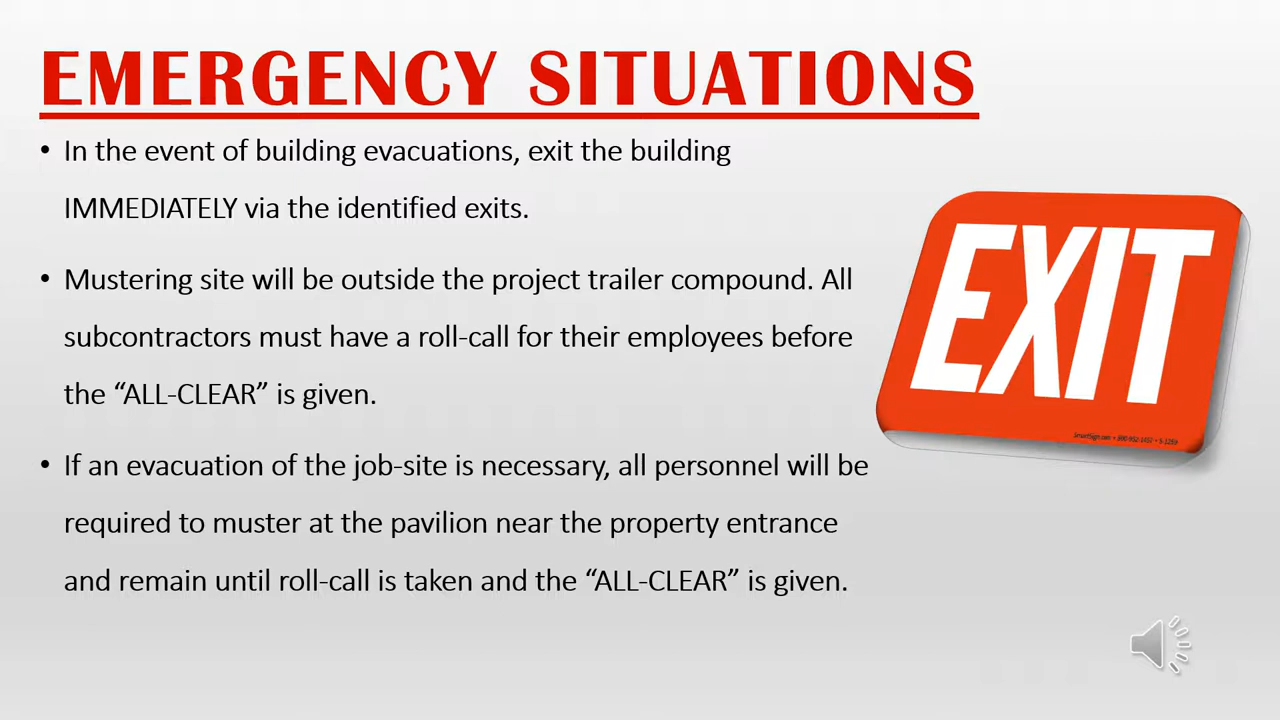 EMERGENCY SITUATIONS
• In the event of building evacuations, exit the building
IMMEDIATELY via the identified exits.
• Mustering site will be outside the project trailer compound. All
subcontractors must have a roll-call for their employees before
the “ALL-CLEAR” is given.
• If an evacuation of the job-site is necessary, all personnel will be
required to muster at the pavilion near the property entrance
and remain until roll-call is taken and the “ALL-CLEAR” is given.
EXIT